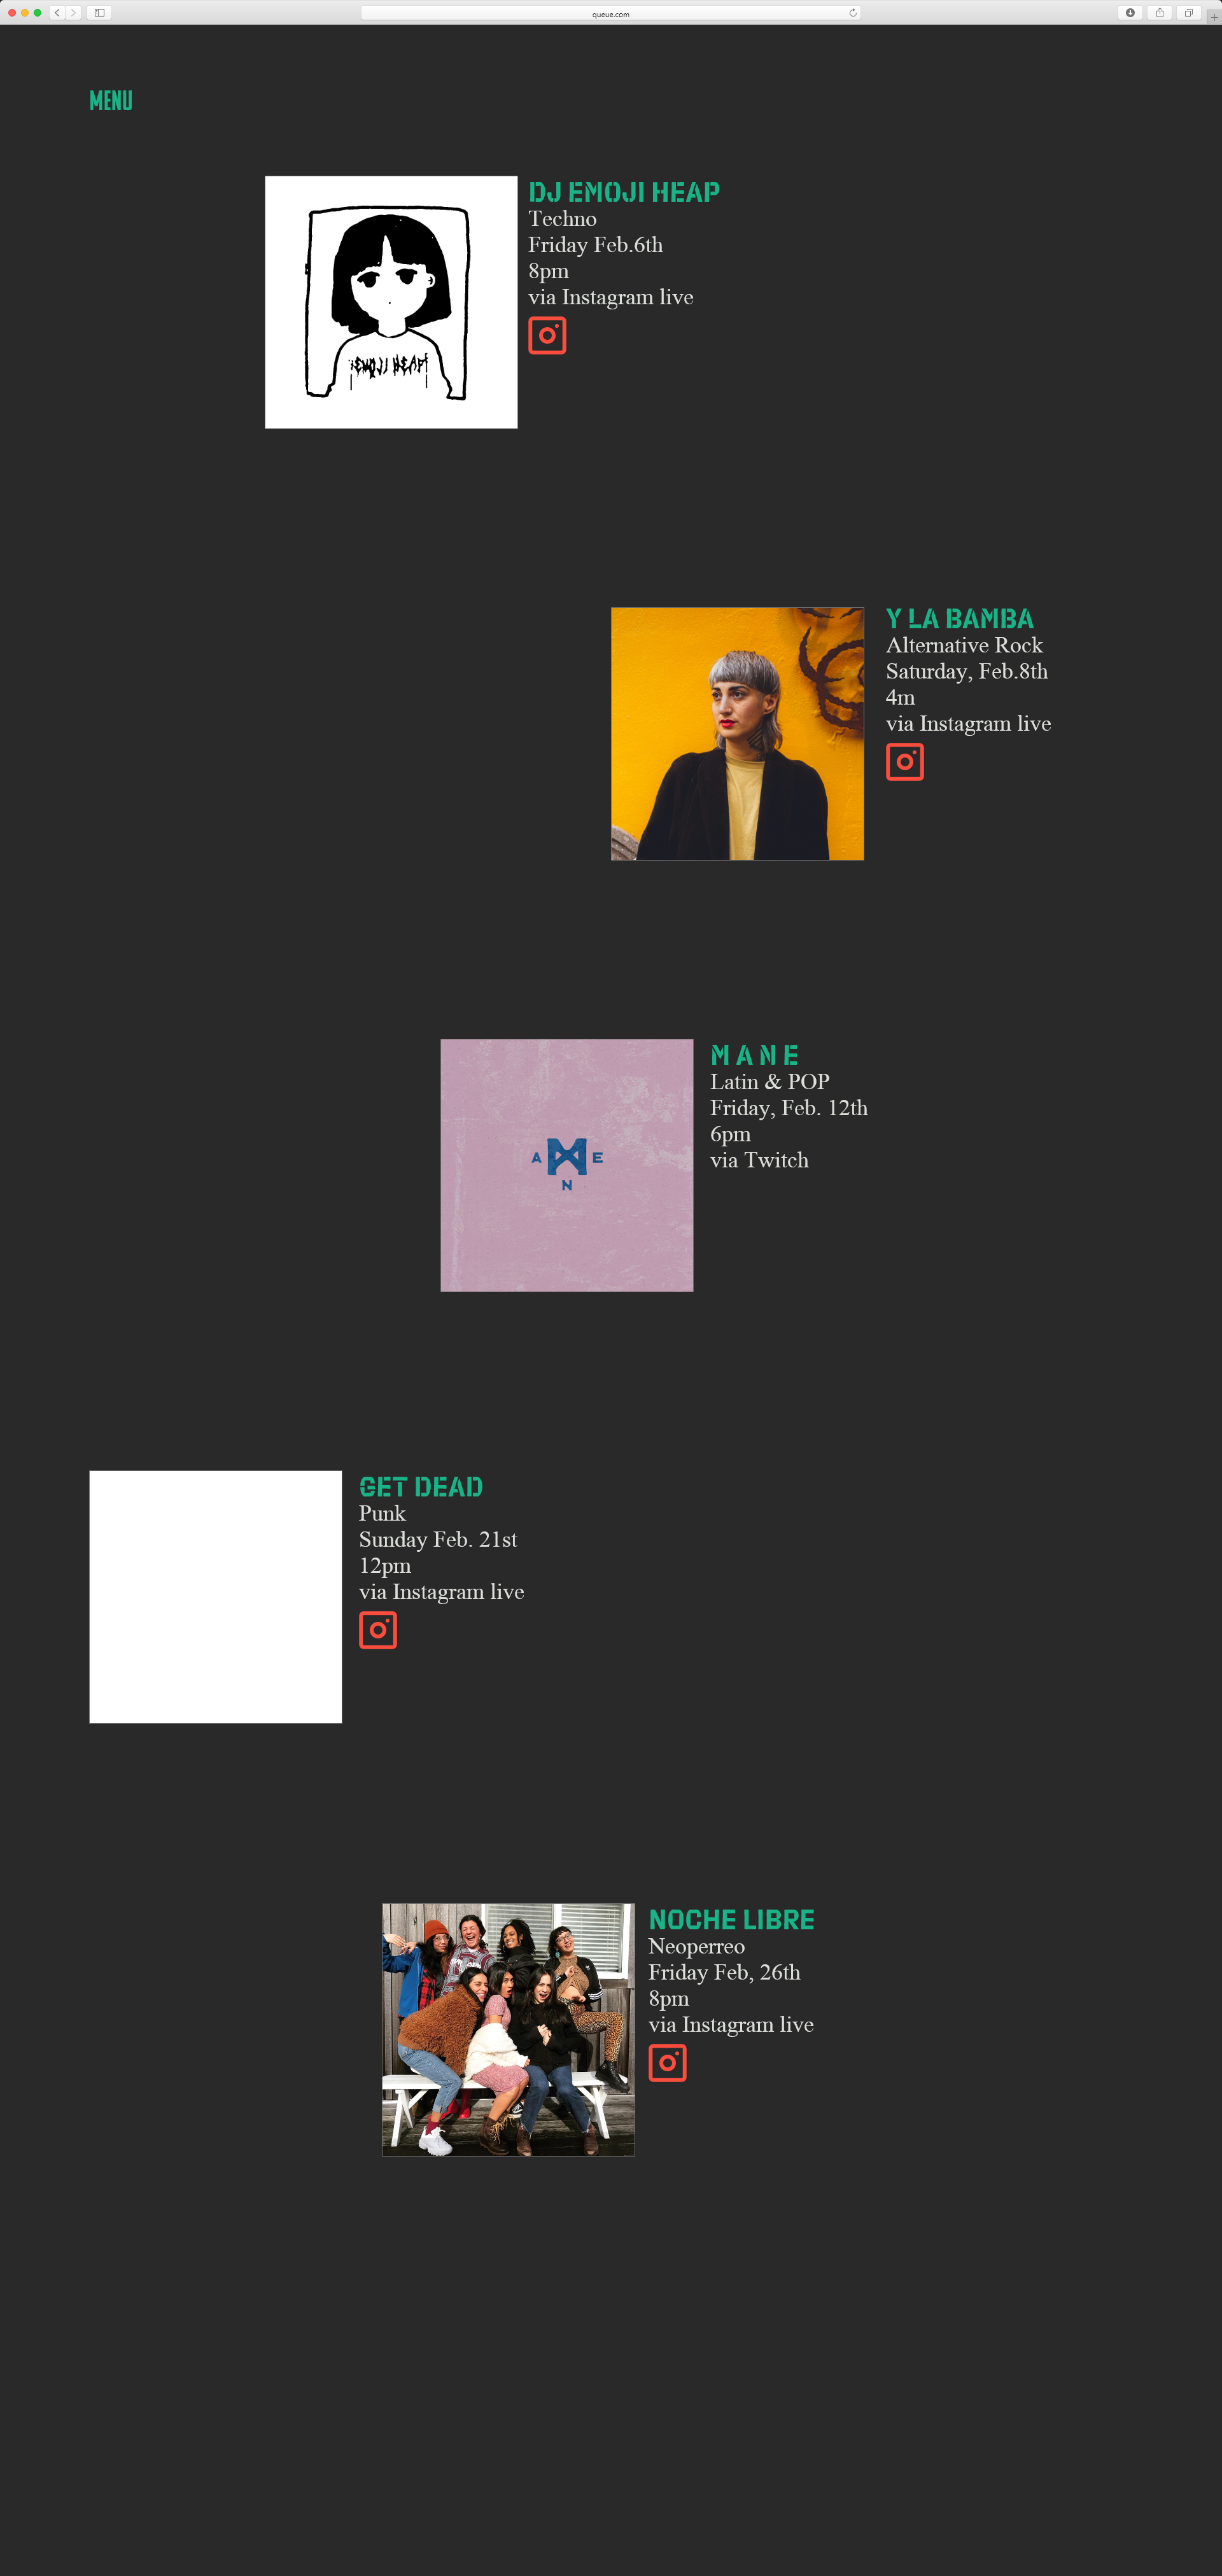 queue.com
MENU
DJ EMOJI HEAP
Techno
Friday Feb.6th
8pm
via Instagram live
EMOJI HEAP
Y LA BAMBA
Alternative Rock
Saturday, Feb.8th
4m
via Instagram live
M A N E
Latin & POP
Friday, Feb. 12th
6pm
via Twitch
A M E
N
GET DEAD
Punk
Sunday Feb. 21st
12pm
via Instagram live
NOCHE LIBRE
Neoperreo
Friday Feb, 26th
8pm
via Instagram live